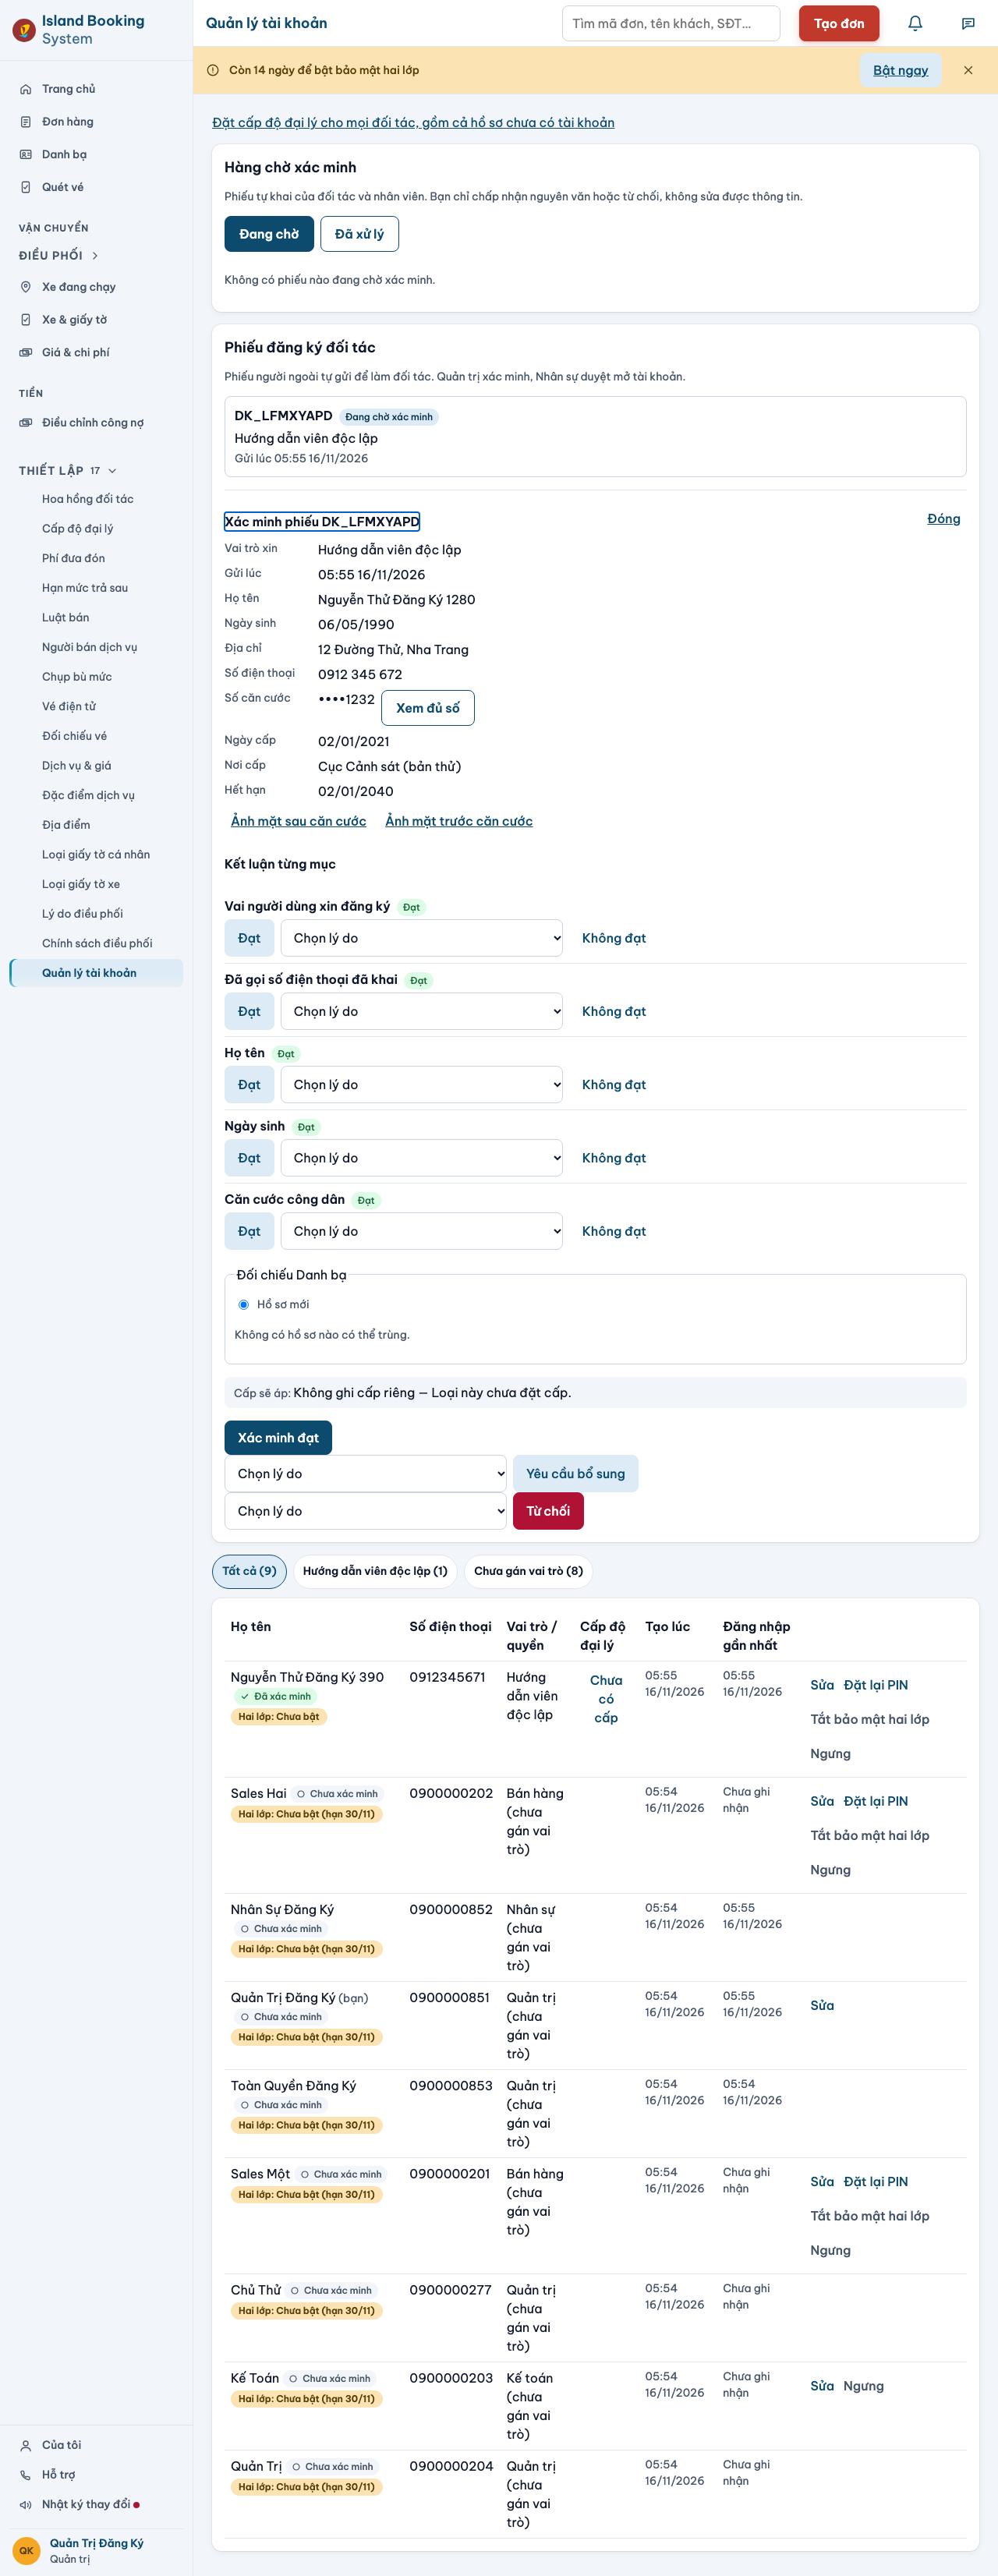 Island Booking
System
Trang chủ
Đơn hàng
Danh bạ
Quét vé
VẬN CHUYỂN
ĐIỀU PHỐI
Xe đang chạy
Xe & giấy tờ
Giá & chi phí
TIỀN
Điều chỉnh công nợ
THIẾT LẬP 17
Hoa hồng đối tác
Cấp độ đại lý
Phí đưa đón
Hạn mức trả sau
Luật bán
Người bán dịch vụ
Chụp bù mức
Vé điện tử
Đối chiếu vé
Dịch vụ & giá
Đặc điểm dịch vụ
Địa điểm
Loại giấy tờ cá nhân
Loại giấy tờ xe
Lý do điều phối
Chính sách điều phối
Quản lý tài khoản
Của tôi
Hỗ trợ
Nhật ký thay đổi
QK
Quản Trị Đăng Ký
Quản trị
Quản lý tài khoản
Tìm mã đơn, tên khách, SĐT...
Tạo đơn
Còn 14 ngày để bật bảo mật hai lớp
Bật ngay
Đặt cấp độ đại lý cho mọi đối tác, gồm cả hồ sơ chưa có tài khoản
Hàng chờ xác minh
Phiếu tự khai của đối tác và nhân viên. Bạn chỉ chấp nhận nguyên văn hoặc từ chối, không sửa được thông tin.
Đang chờ
Đã xử lý
Không có phiếu nào đang chờ xác minh.
Phiếu đăng ký đối tác
Phiếu người ngoài tự gửi để làm đối tác. Quản trị xác minh, Nhân sự duyệt mở tài khoản.
DK_LFMXYAPD Đang chờ xác minh
Hướng dẫn viên độc lập
Gửi lúc 05:55 16/11/2026
Xác minh phiếu DK_LFMXYAPD
Đóng
Vai trò xin Hướng dẫn viên độc lập
Gửi lúc 05:55 16/11/2026
Họ tên Nguyễn Thử Đăng Ký 1280
Ngày sinh 06/05/1990
Địa chỉ 12 Đường Thử, Nha Trang
Số điện thoại 0912 345 672
Số căn cước ••••1232 Xem đủ số
Ngày cấp 02/01/2021
Nơi cấp Cục Cảnh sát (bản thử)
Hết hạn 02/01/2040
Ảnh mặt sau căn cước Ảnh mặt trước căn cước
Kết luận từng mục
Vai người dùng xin đăng ký Đạt
Đạt Chọn lý do Không đạt
Đã gọi số điện thoại đã khai Đạt
Đạt Chọn lý do Không đạt
Họ tên Đạt
Đạt Chọn lý do Không đạt
Ngày sinh Đạt
Đạt Chọn lý do Không đạt
Căn cước công dân Đạt
Đạt Chọn lý do Không đạt
Đối chiếu Danh bạ
Hồ sơ mới
Không có hồ sơ nào có thể trùng.
Cấp sẽ áp: Không ghi cấp riêng — Loại này chưa đặt cấp.
Xác minh đạt
Chọn lý do Yêu cầu bổ sung
Chọn lý do Từ chối
Tất cả (9) Hướng dẫn viên độc lập (1) Chưa gán vai trò (8)
Họ tên Số điện thoại Vai trò / quyền Cấp độ đại lý Tạo lúc Đăng nhập gần nhất
Nguyễn Thử Đăng Ký 390 0912345671 Hướng dẫn viên độc lập Chưa có cấp 05:55 16/11/2026 05:55 16/11/2026 Sửa Đặt lại PIN
Đã xác minh
Hai lớp: Chưa bật
Tắt bảo mật hai lớp
Ngưng
Sales Hai Chưa xác minh 0900000202 Bán hàng (chưa gán vai trò) 05:54 16/11/2026 Chưa ghi nhận Sửa Đặt lại PIN
Hai lớp: Chưa bật (hạn 30/11)
Tắt bảo mật hai lớp
Ngưng
Nhân Sự Đăng Ký 0900000852 Nhân sự (chưa gán vai trò) 05:54 16/11/2026 05:55 16/11/2026
Chưa xác minh
Hai lớp: Chưa bật (hạn 30/11)
Quản Trị Đăng Ký (bạn) 0900000851 Quản trị (chưa gán vai trò) 05:54 16/11/2026 05:55 16/11/2026 Sửa
Chưa xác minh
Hai lớp: Chưa bật (hạn 30/11)
Toàn Quyền Đăng Ký 0900000853 Quản trị (chưa gán vai trò) 05:54 16/11/2026 05:54 16/11/2026
Chưa xác minh
Hai lớp: Chưa bật (hạn 30/11)
Sales Một Chưa xác minh 0900000201 Bán hàng (chưa gán vai trò) 05:54 16/11/2026 Chưa ghi nhận Sửa Đặt lại PIN
Hai lớp: Chưa bật (hạn 30/11)
Tắt bảo mật hai lớp
Ngưng
Chủ Thử Chưa xác minh 0900000277 Quản trị (chưa gán vai trò) 05:54 16/11/2026 Chưa ghi nhận
Hai lớp: Chưa bật (hạn 30/11)
Kế Toán Chưa xác minh 0900000203 Kế toán (chưa gán vai trò) 05:54 16/11/2026 Chưa ghi nhận Sửa Ngưng
Hai lớp: Chưa bật (hạn 30/11)
Quản Trị Chưa xác minh 0900000204 Quản trị (chưa gán vai trò) 05:54 16/11/2026 Chưa ghi nhận
Hai lớp: Chưa bật (hạn 30/11)